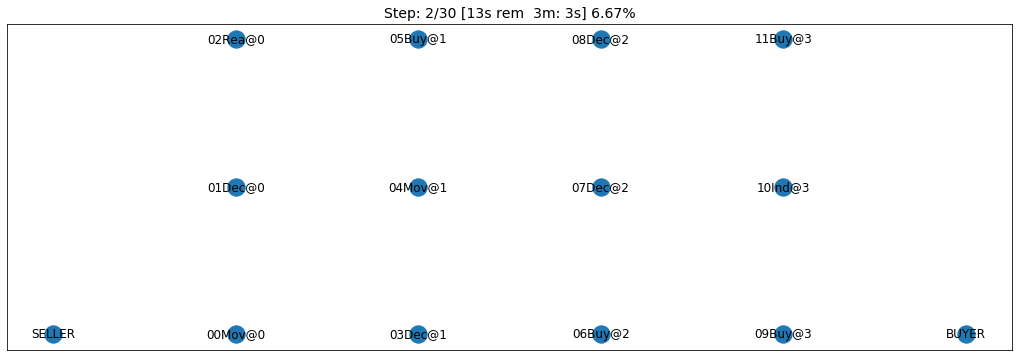 Step: 2/30 [13s rem  3m: 3s] 6.67%
02Rea@0 05Buy@1 08Dec@2 11Buy@3
01Dec@0 04Mov@1 07Dec@2 10Indi@3
SELLER 00Mov@0 03Dec@1 06Buy@2 09Buy@3 BUYER